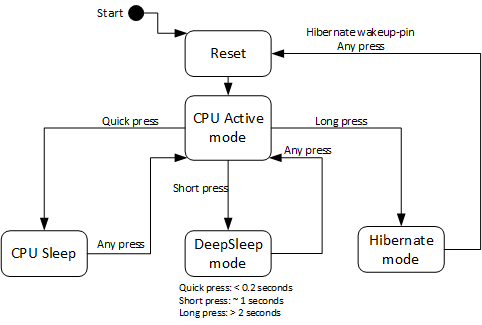 Start
Reset
Hibernate wakeup-pin
Any press
CPU Active
mode
Quick press
Long press
Any press
Short press
CPU Sleep
Any press
DeepSleep
mode
Hibernate
mode
Quick press: < 0.2 seconds
Short press: ~ 1 seconds
Long press: > 2 seconds